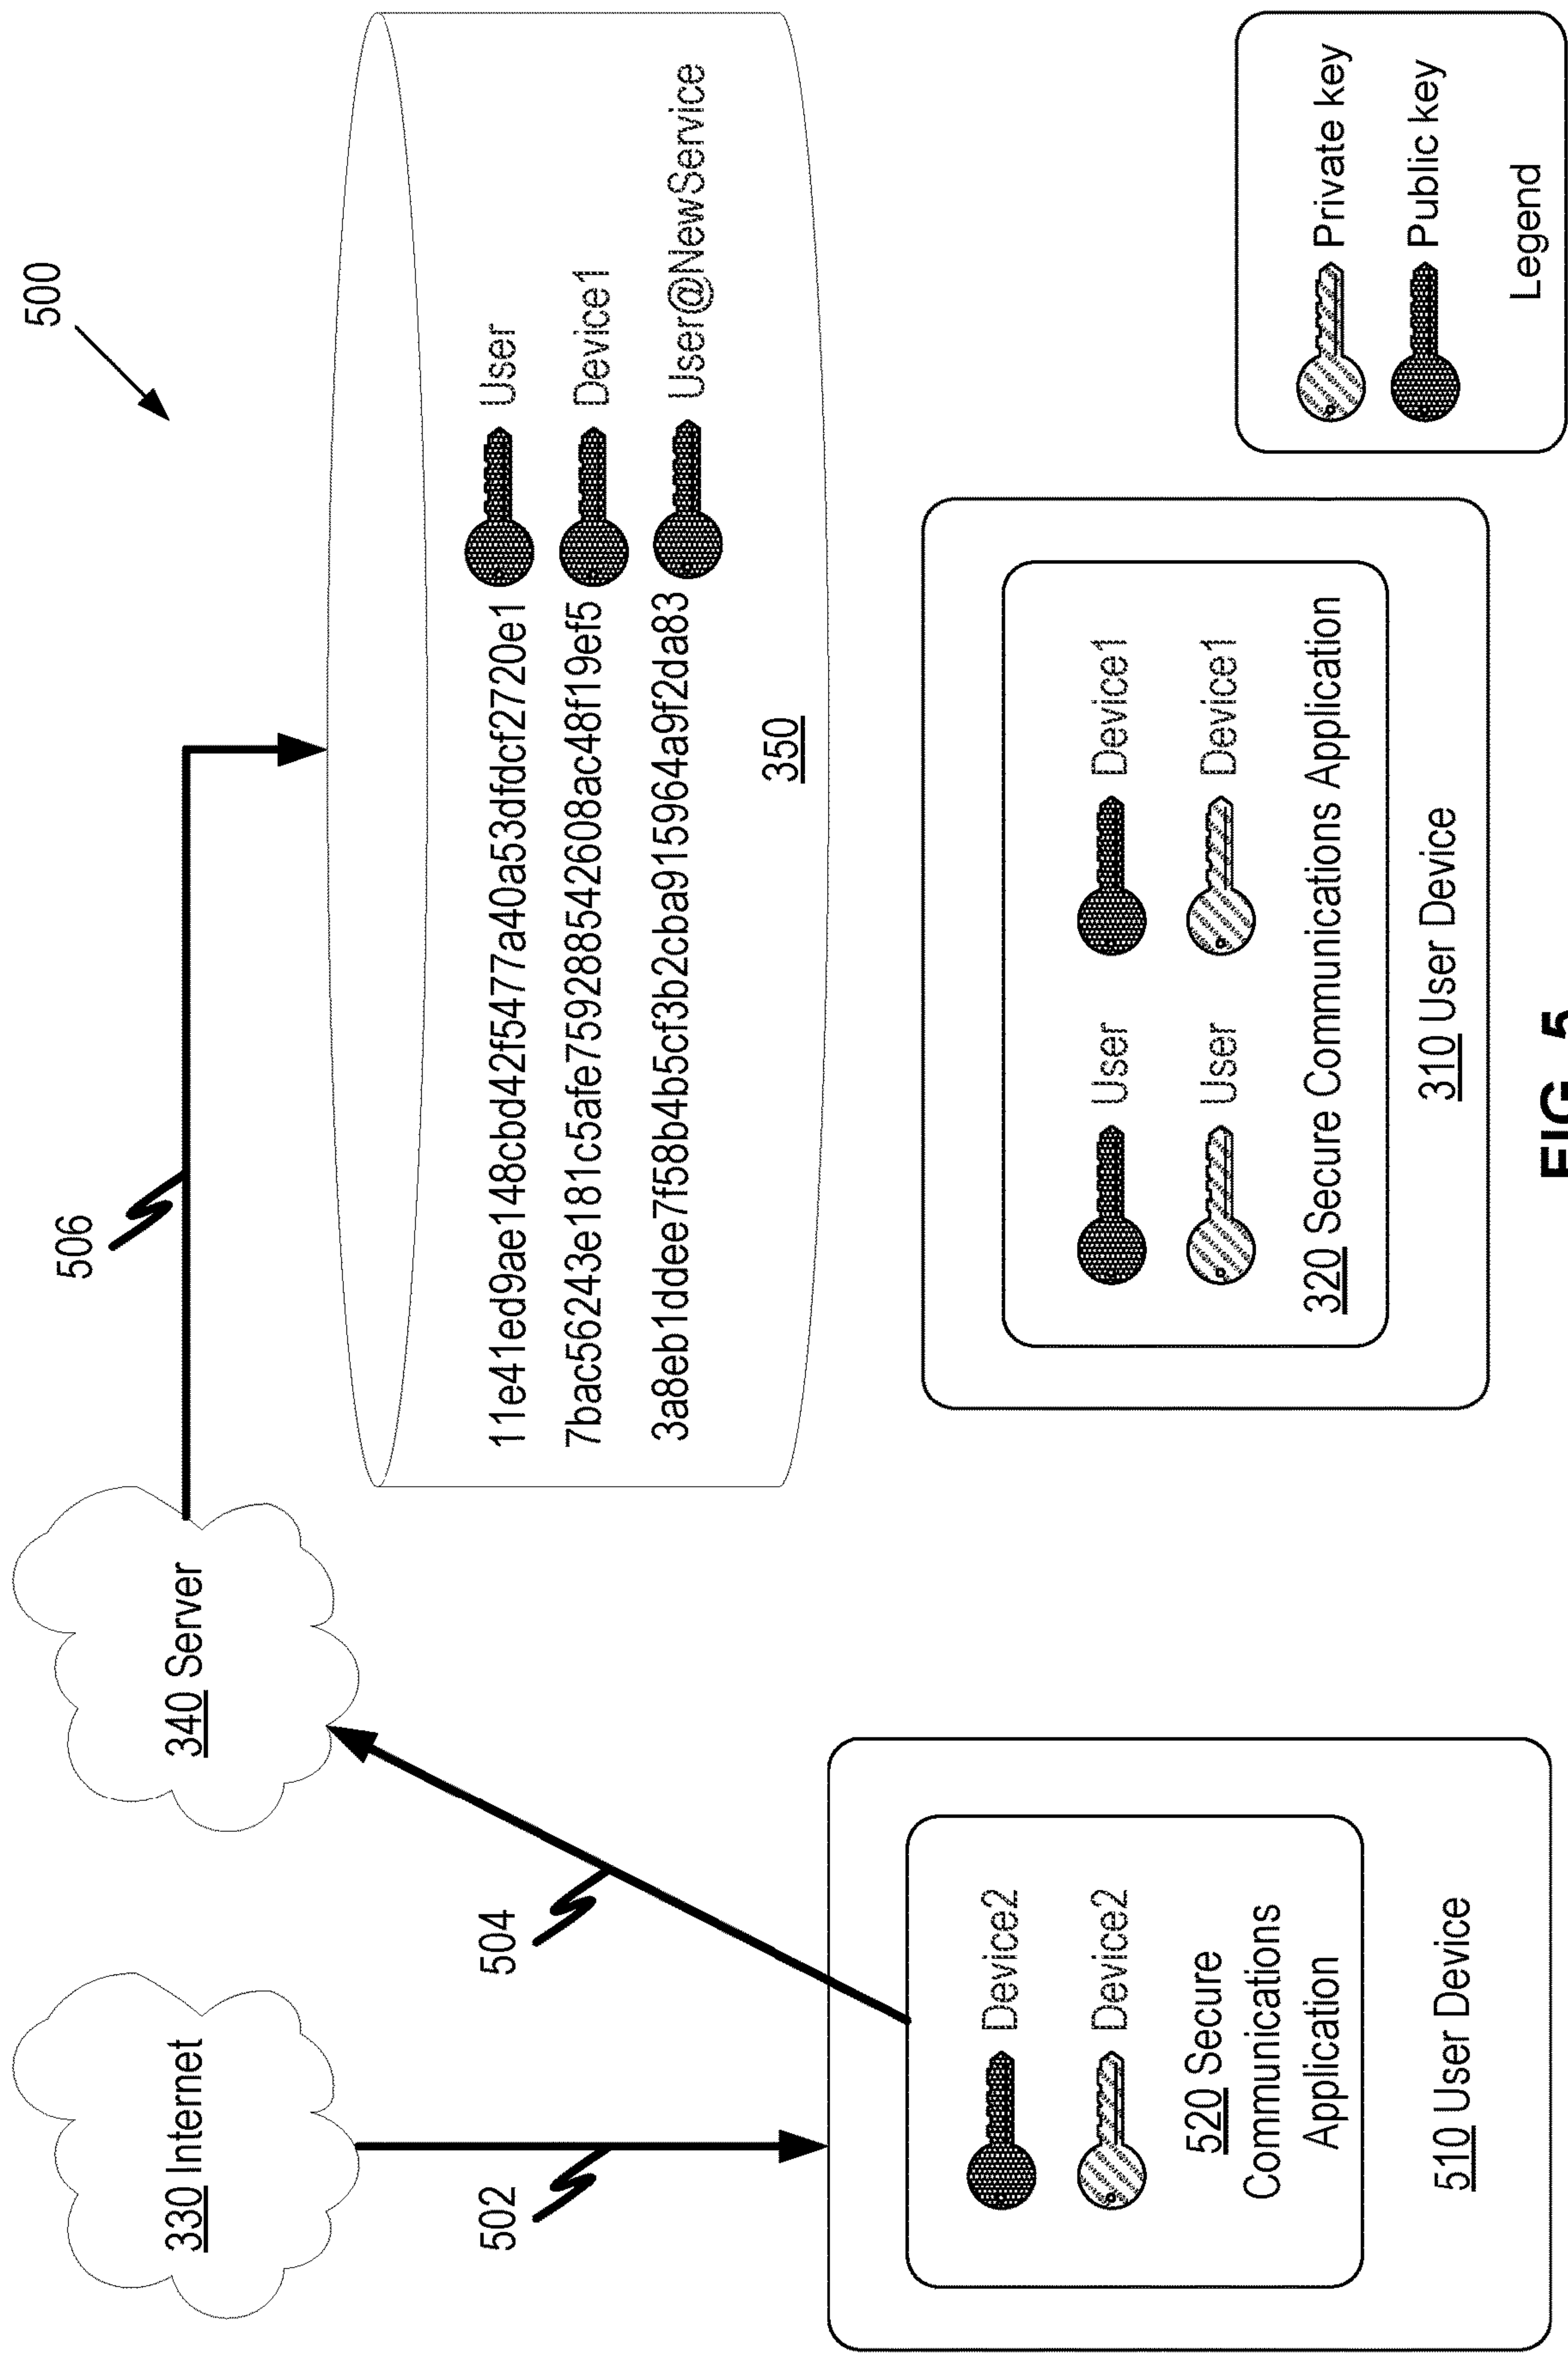 500
330 Internet
340 Server
506
502
504
11e41ed9ae148cbd42f5477a40a53dfdcf2720e1 User
7bac56243e181c5afe7592885542608ac48f19ef5 Device1
3a8eb1ddee7f58b4b5cf3b2cba915964a9f2da83 User@NewService
350
Device2
Device2
520 Secure
Communications
Application
510 User Device
User Device1
User Device1
320 Secure Communications Application
310 User Device
Private key
Public key
Legend
FIG. 5